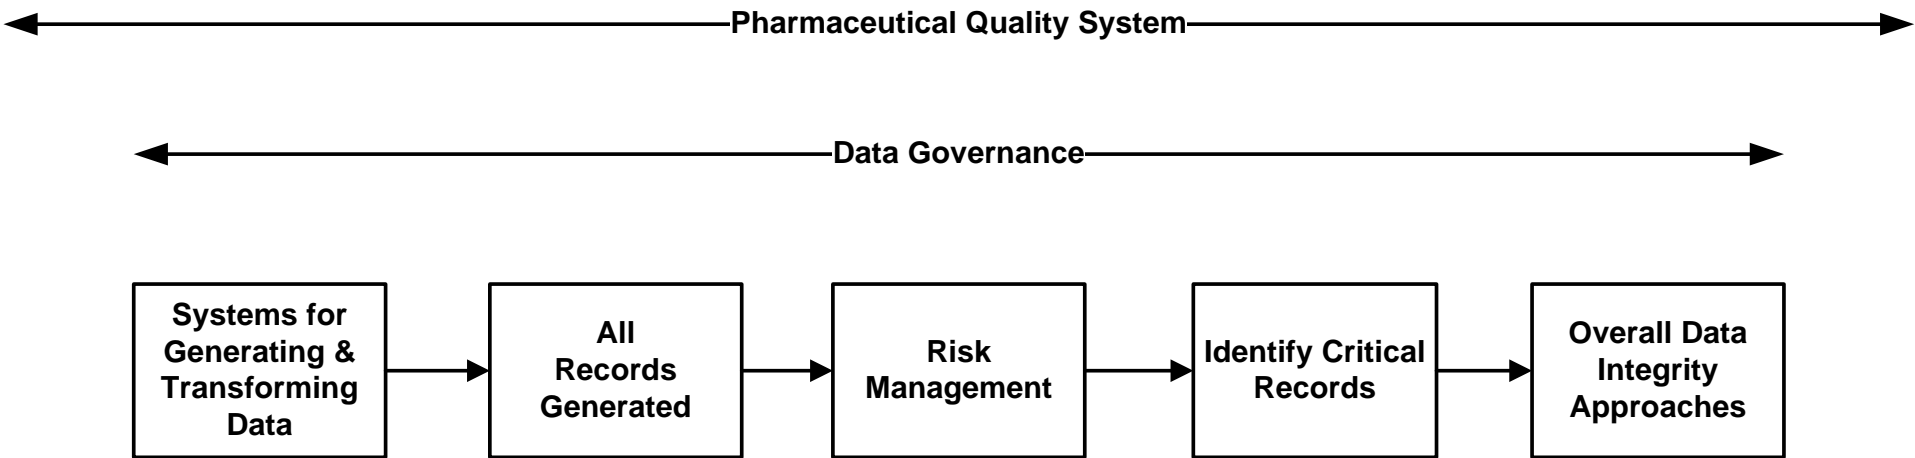 Pharmaceutical Quality System
Data Governance
Systems for
Generating &
Transforming
Data
All
Records
Generated
Risk
Management
Identify Critical
Records
Overall Data
Integrity
Approaches